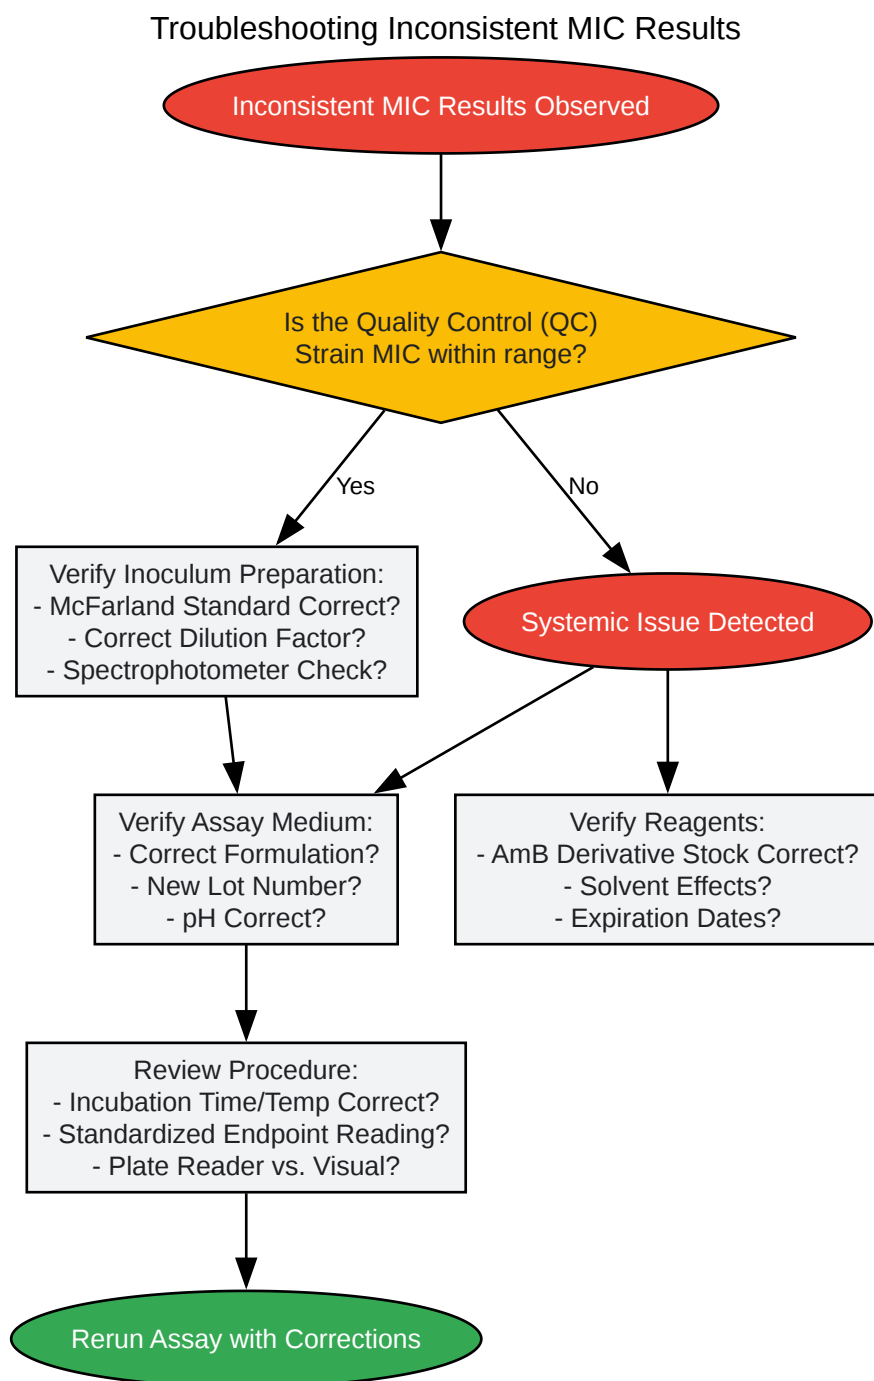 Troubleshooting Inconsistent MIC Results
Inconsistent MIC Results Observed
Is the Quality Control (QC)
Strain MIC within range?
Yes
No
Verify Inoculum Preparation:
- McFarland Standard Correct?
- Correct Dilution Factor?
- Spectrophotometer Check?
Systemic Issue Detected
Verify Assay Medium:
- Correct Formulation?
- New Lot Number?
- pH Correct?
Verify Reagents:
- AmB Derivative Stock Correct?
- Solvent Effects?
- Expiration Dates?
Review Procedure:
- Incubation Time/Temp Correct?
- Standardized Endpoint Reading?
- Plate Reader vs. Visual?
Rerun Assay with Corrections